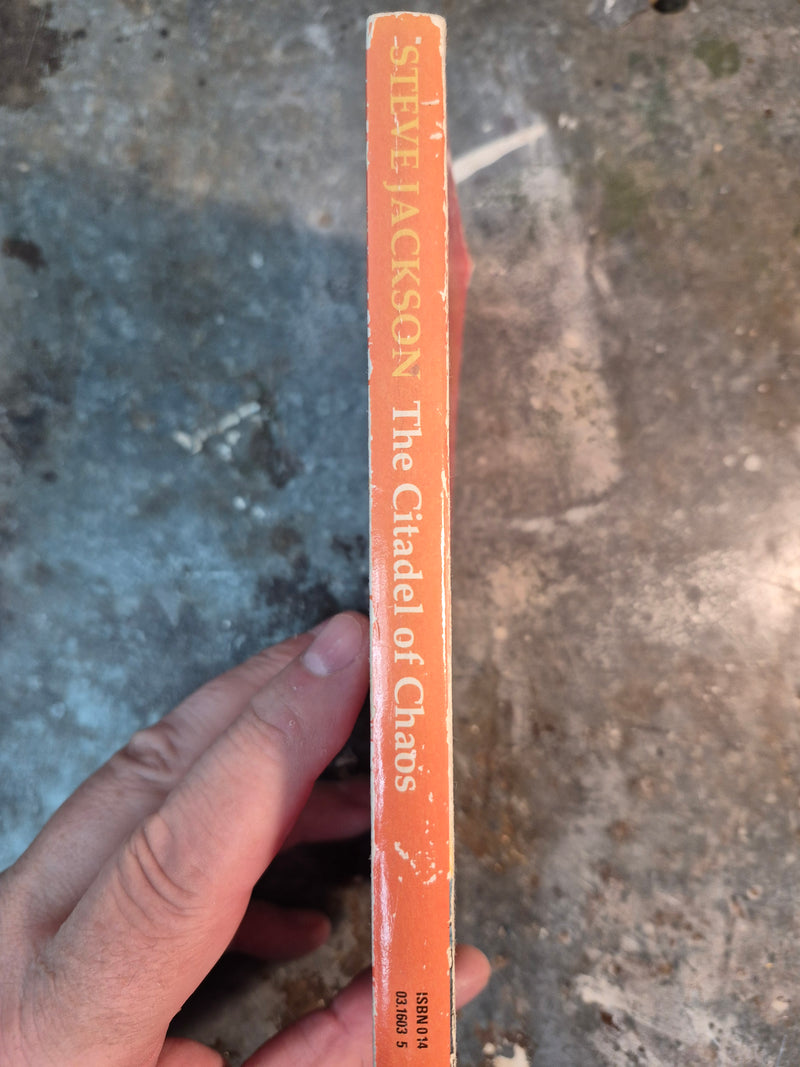 STEVE JACKSON The Citadel of Chaos
ISBN 0 14
03.1603 5